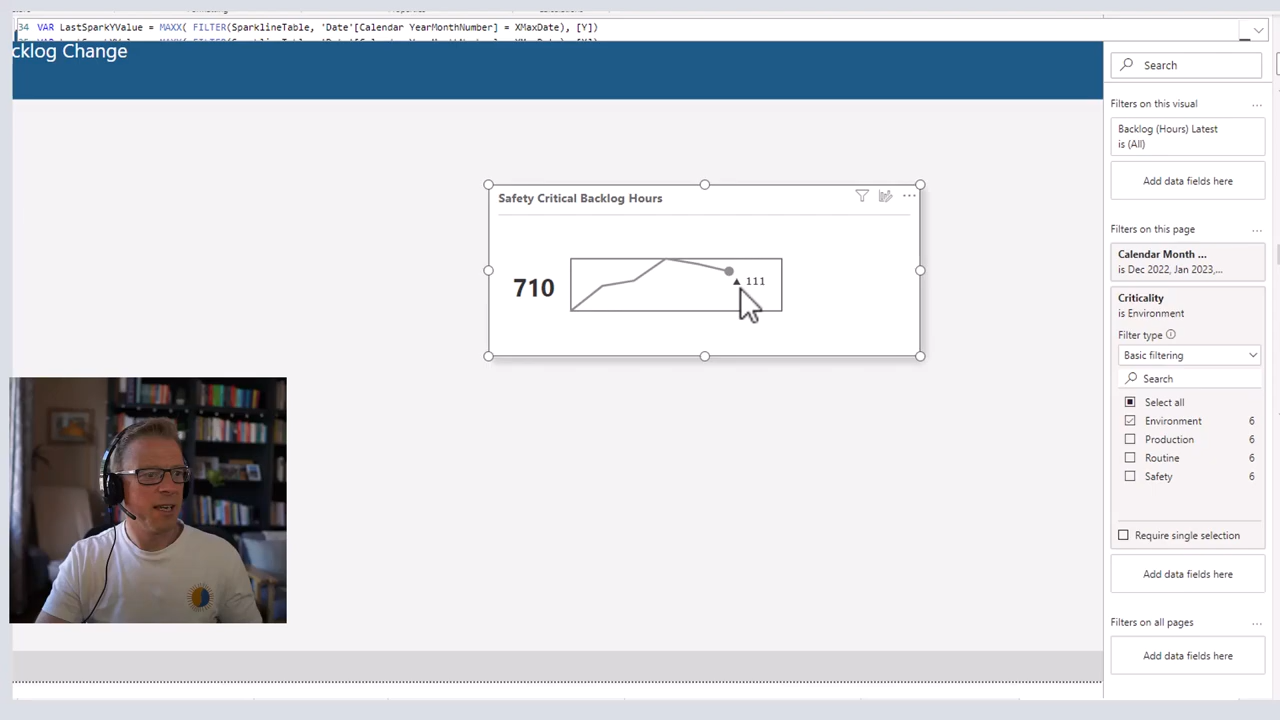 34 VAR LastSparkYValue = MAXX( FILTER(SparklineTable, 'Date'[Calendar YearMonthNumber] = XMaxDate), [Y])
cklog Change
Search
Filters on this visual
Backlog (Hours) Latest
is (All)
Add data fields here
Safety Critical Backlog Hours
710
▲ 111
Filters on this page
Calendar Month ...
is Dec 2022, Jan 2023,...
Criticality
is Environment
Filter type
Basic filtering
Search
Select all
Environment 6
Production 6
Routine 6
Safety 6
Require single selection
Add data fields here
Filters on all pages
Add data fields here